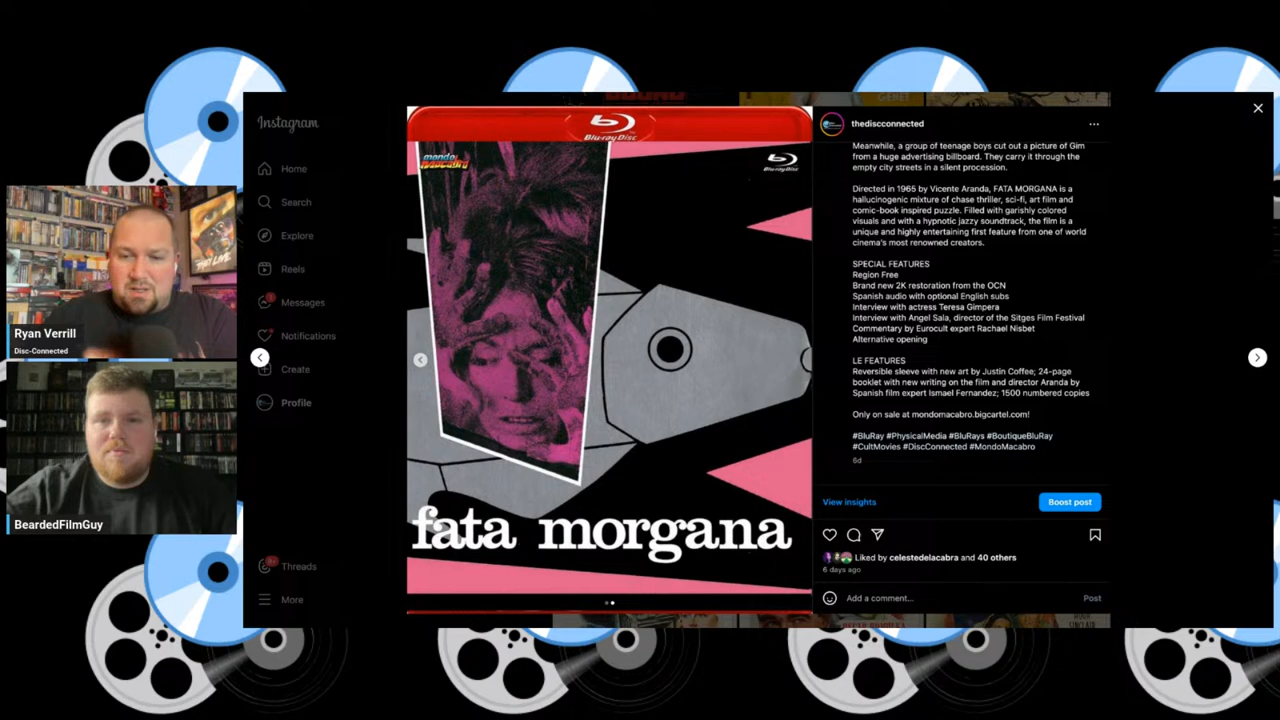 Instagram
Home
Search
Explore
Reels
Messages
Notifications
Create
Profile
Threads
More
Ryan Verrill
Disc-Connected
BeardedFilmGuy
THEY LIVE
Blu-ray Disc
mondo macabro
Blu-ray Disc
fata morgana
thediscconnected
Meanwhile, a group of teenage boys cut out a picture of Gim
from a huge advertising billboard. They carry it through the
empty city streets in a silent procession.
Directed in 1965 by Vicente Aranda, FATA MORGANA is a
hallucinogenic mixture of chase thriller, sci-fi, art film and
comic-book inspired puzzle. Filled with garishly colored
visuals and with a hypnotic jazzy soundtrack, the film is a
unique and highly entertaining first feature from one of world
cinema's most renowned creators.
SPECIAL FEATURES
Region Free
Brand new 2K restoration from the OCN
Spanish audio with optional English subs
Interview with actress Teresa Gimpera
Interview with Angel Sala, director of the Sitges Film Festival
Commentary by Eurocult expert Rachael Nisbet
Alternative opening
LE FEATURES
Reversible sleeve with new art by Justin Coffee; 24-page
booklet with new writing on the film and director Aranda by
Spanish film expert Ismael Fernandez; 1500 numbered copies
Only on sale at mondomacabro.bigcartel.com!
#BluRay #PhysicalMedia #BluRays #BoutiqueBluRay
#CultMovies #DiscConnected #MondoMacabro
6d
View insights
Boost post
Liked by celestedelacabra and 40 others
6 days ago
Add a comment...
Post